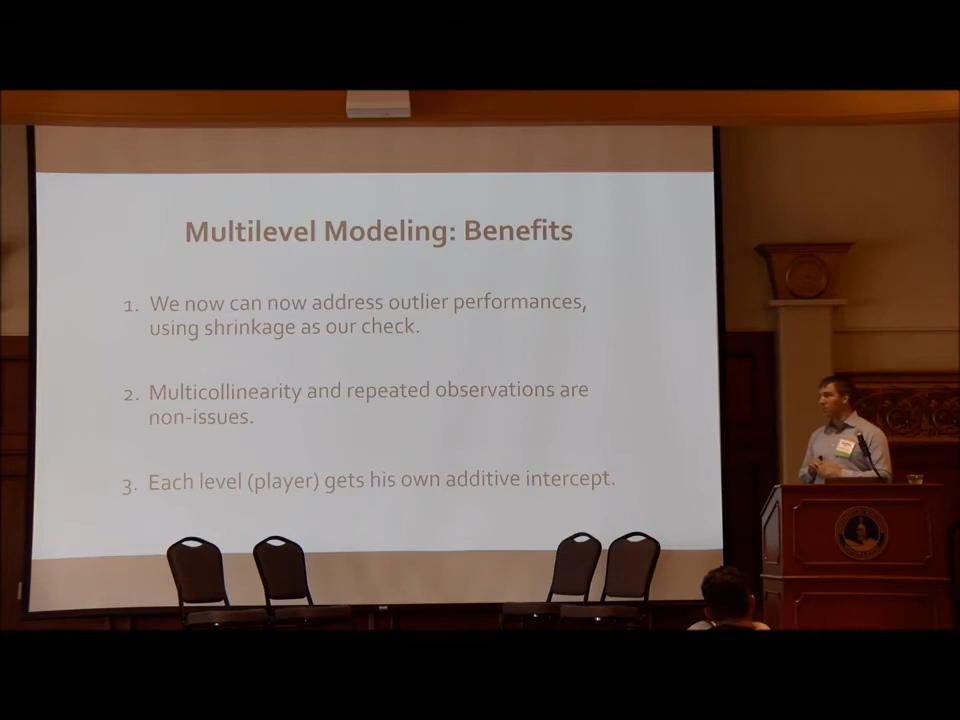 Multilevel Modeling: Benefits
1. We now can now address outlier performances,
using shrinkage as our check.
2. Multicollinearity and repeated observations are
non-issues.
3. Each level (player) gets his own additive intercept.